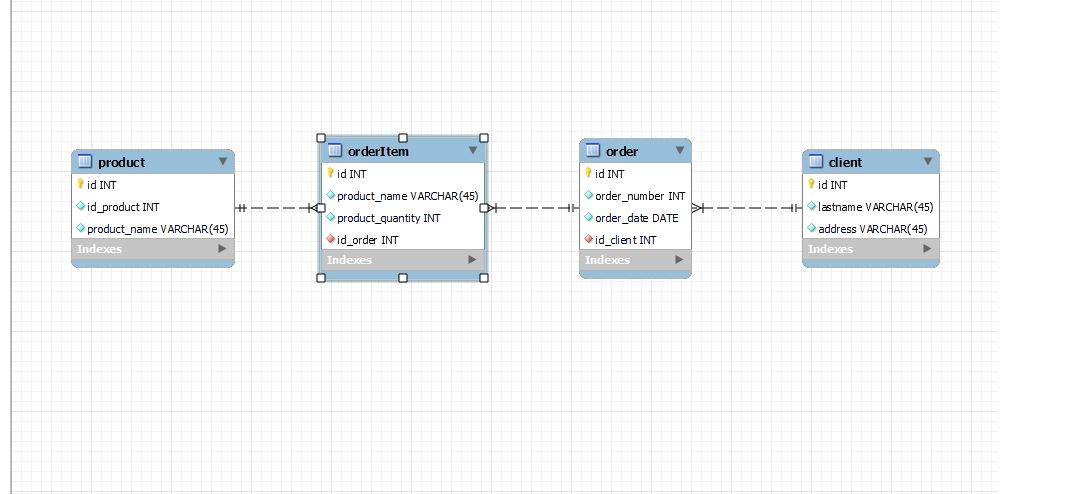 product
id INT
id_product INT
product_name VARCHAR(45)
Indexes
orderItem
id INT
product_name VARCHAR(45)
product_quantity INT
id_order INT
Indexes
order
id INT
order_number INT
order_date DATE
id_client INT
Indexes
client
id INT
lastname VARCHAR(45)
address VARCHAR(45)
Indexes